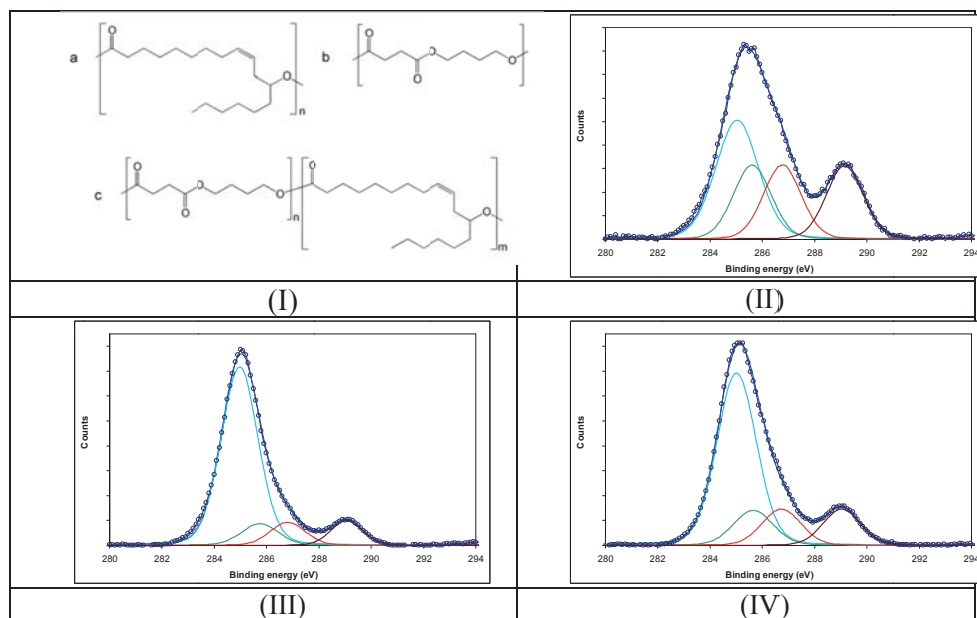 a
O
O
n
b
O
O
O
O
c
O
O
O
O
n
O
O
m
Counts
280 282 284 286 288 290 292 294
Binding energy (eV)
(I)
(II)
Counts
280 282 284 286 288 290 292 294
Binding energy (eV)
Counts
280 282 284 286 288 290 292 294
Binding energy (eV)
(III)
(IV)